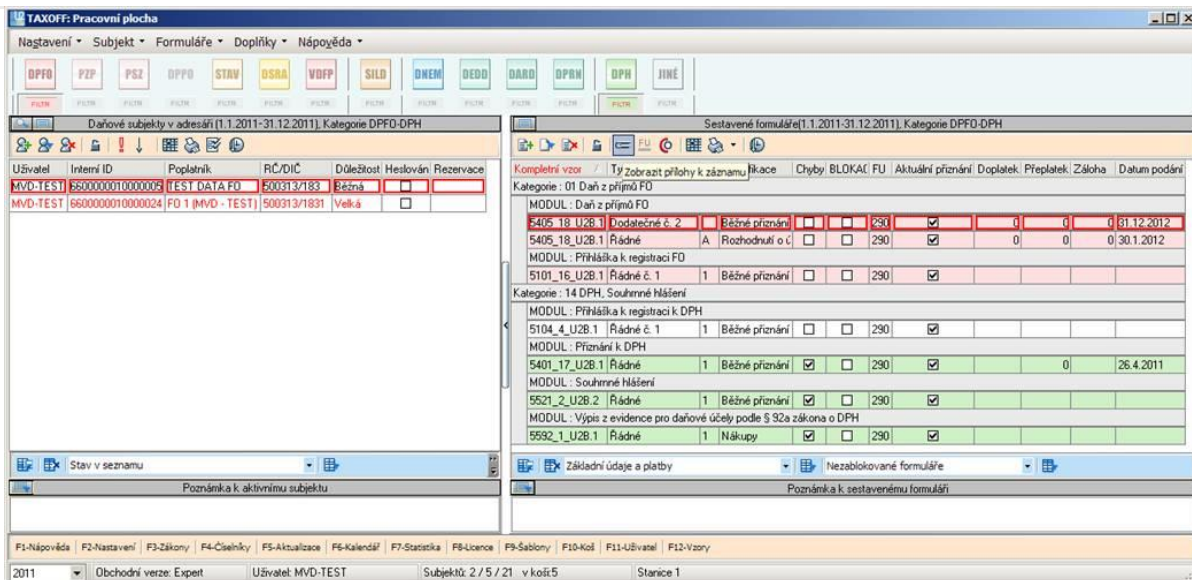 TAXOFF: Pracovní plocha
Nastavení Subjekt Formuláře Doplňky Nápověda
DPFO PZP PSZ DPPO STAV DSRA VDFP SILD DNEM DEDD DARD DPRN DPH JINÉ
FILTR FILTR FILTR FILTR FILTR FILTR FILTR FILTR FILTR FILTR FILTR FILTR FILTR FILTR
Daňové subjekty v adresáři (1.1.2011-31.12.2011), Kategorie DPFO-DPH
Uživatel Interní ID Poplatník RČ/DIČ Důležitost Heslován Rezervace
MVD-TEST 6600000010000005 TEST DATA FO 500313/183 Běžná
MVD-TEST 6600000010000024 FO 1 (MVD - TEST) 500313/1831 Velká
Stav v seznamu
Poznámka k aktivnímu subjektu
Sestavené formuláře(1.1.2011-31.12.2011), Kategorie DPFO-DPH
FU
Kompletní vzor Ty Zobrazit přílohy k záznamu ifikace Chyby BLOKAC FU Aktuální přiznání Doplatek Přeplatek Záloha Datum podání
Kategorie : 01 Daň z příjmů FO
MODUL : Daň z příjmů FO
5405_18_U2B.1 Dodatečné č. 2 Běžné přiznání 290 0 0 0 31.12.2012
5405_18_U2B.1 Řádné A Rozhodnutí o ú 290 0 0 0 30.1.2012
MODUL : Přihláška k registraci FO
5101_16_U2B.1 Řádné č. 1 1 Běžné přiznání 290
Kategorie : 14 DPH, Souhrnné hlášení
MODUL : Přihláška k registraci k DPH
5104_4_U2B.1 Řádné č. 1 1 Běžné přiznání 290
MODUL : Přiznání k DPH
5401_17_U2B.1 Řádné 1 Běžné přiznání 290 0 26.4.2011
MODUL : Souhrnné hlášení
5521_2_U2B.2 Řádné 1 Běžné přiznání 290
MODUL : Výpis z evidence pro daňové účely podle § 92a zákona o DPH
5592_1_U2B.1 Řádné 1 Nákupy 290
Základní údaje a platby Nezablokované formuláře
Poznámka k sestavenému formuláři
F1-Nápověda F2-Nastavení F3-Zákony F4-Číselníky F5-Aktualizace F6-Kalendář F7-Statistika F8-Licence F9-Šablony F10-Koš F11-Uživatel F12-Vzory
2011 Obchodní verze: Expert Uživatel: MVD-TEST Subjektů: 2 / 5 / 21 v koši:5 Stanice 1